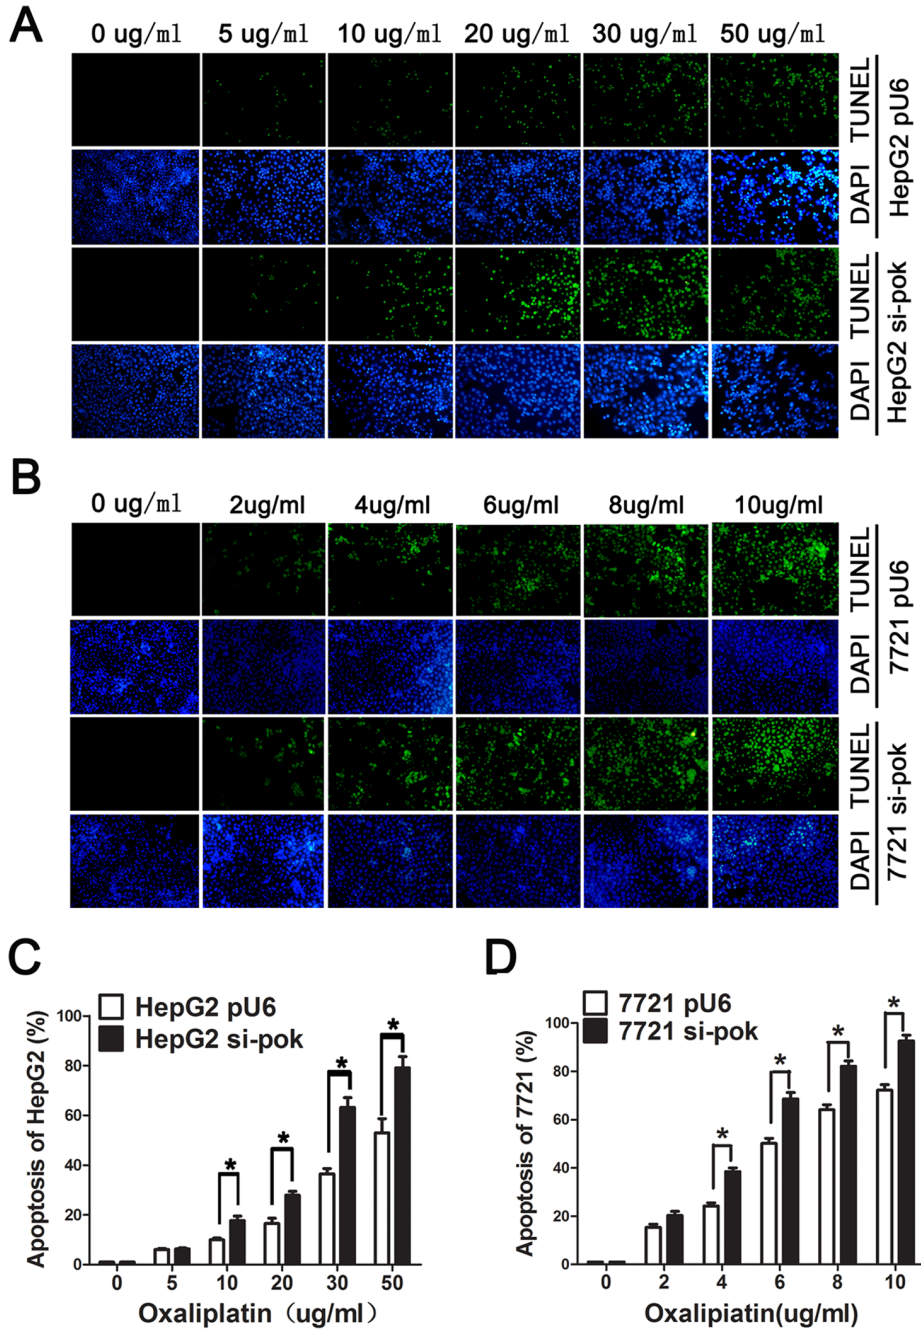 A
0 ug/ml 5 ug/ml 10 ug/ml 20 ug/ml 30 ug/ml 50 ug/ml
TUNEL
DAPI
HepG2 pU6
TUNEL
DAPI
HepG2 si-pok
B
0 ug/ml 2ug/ml 4ug/ml 6ug/ml 8ug/ml 10ug/ml
TUNEL
DAPI
7721 pU6
TUNEL
DAPI
7721 si-pok
C
HepG2 pU6
HepG2 si-pok
Apoptosis of HepG2 (%)
100
80
60
40
20
0
* * * *
0 5 10 20 30 50
Oxaliplatin（ug/ml）
D
7721 pU6
7721 si-pok
Apoptosis of 7721 (%)
100
80
60
40
20
0
* * * *
0 2 4 6 8 10
Oxalipiatin(ug/ml)